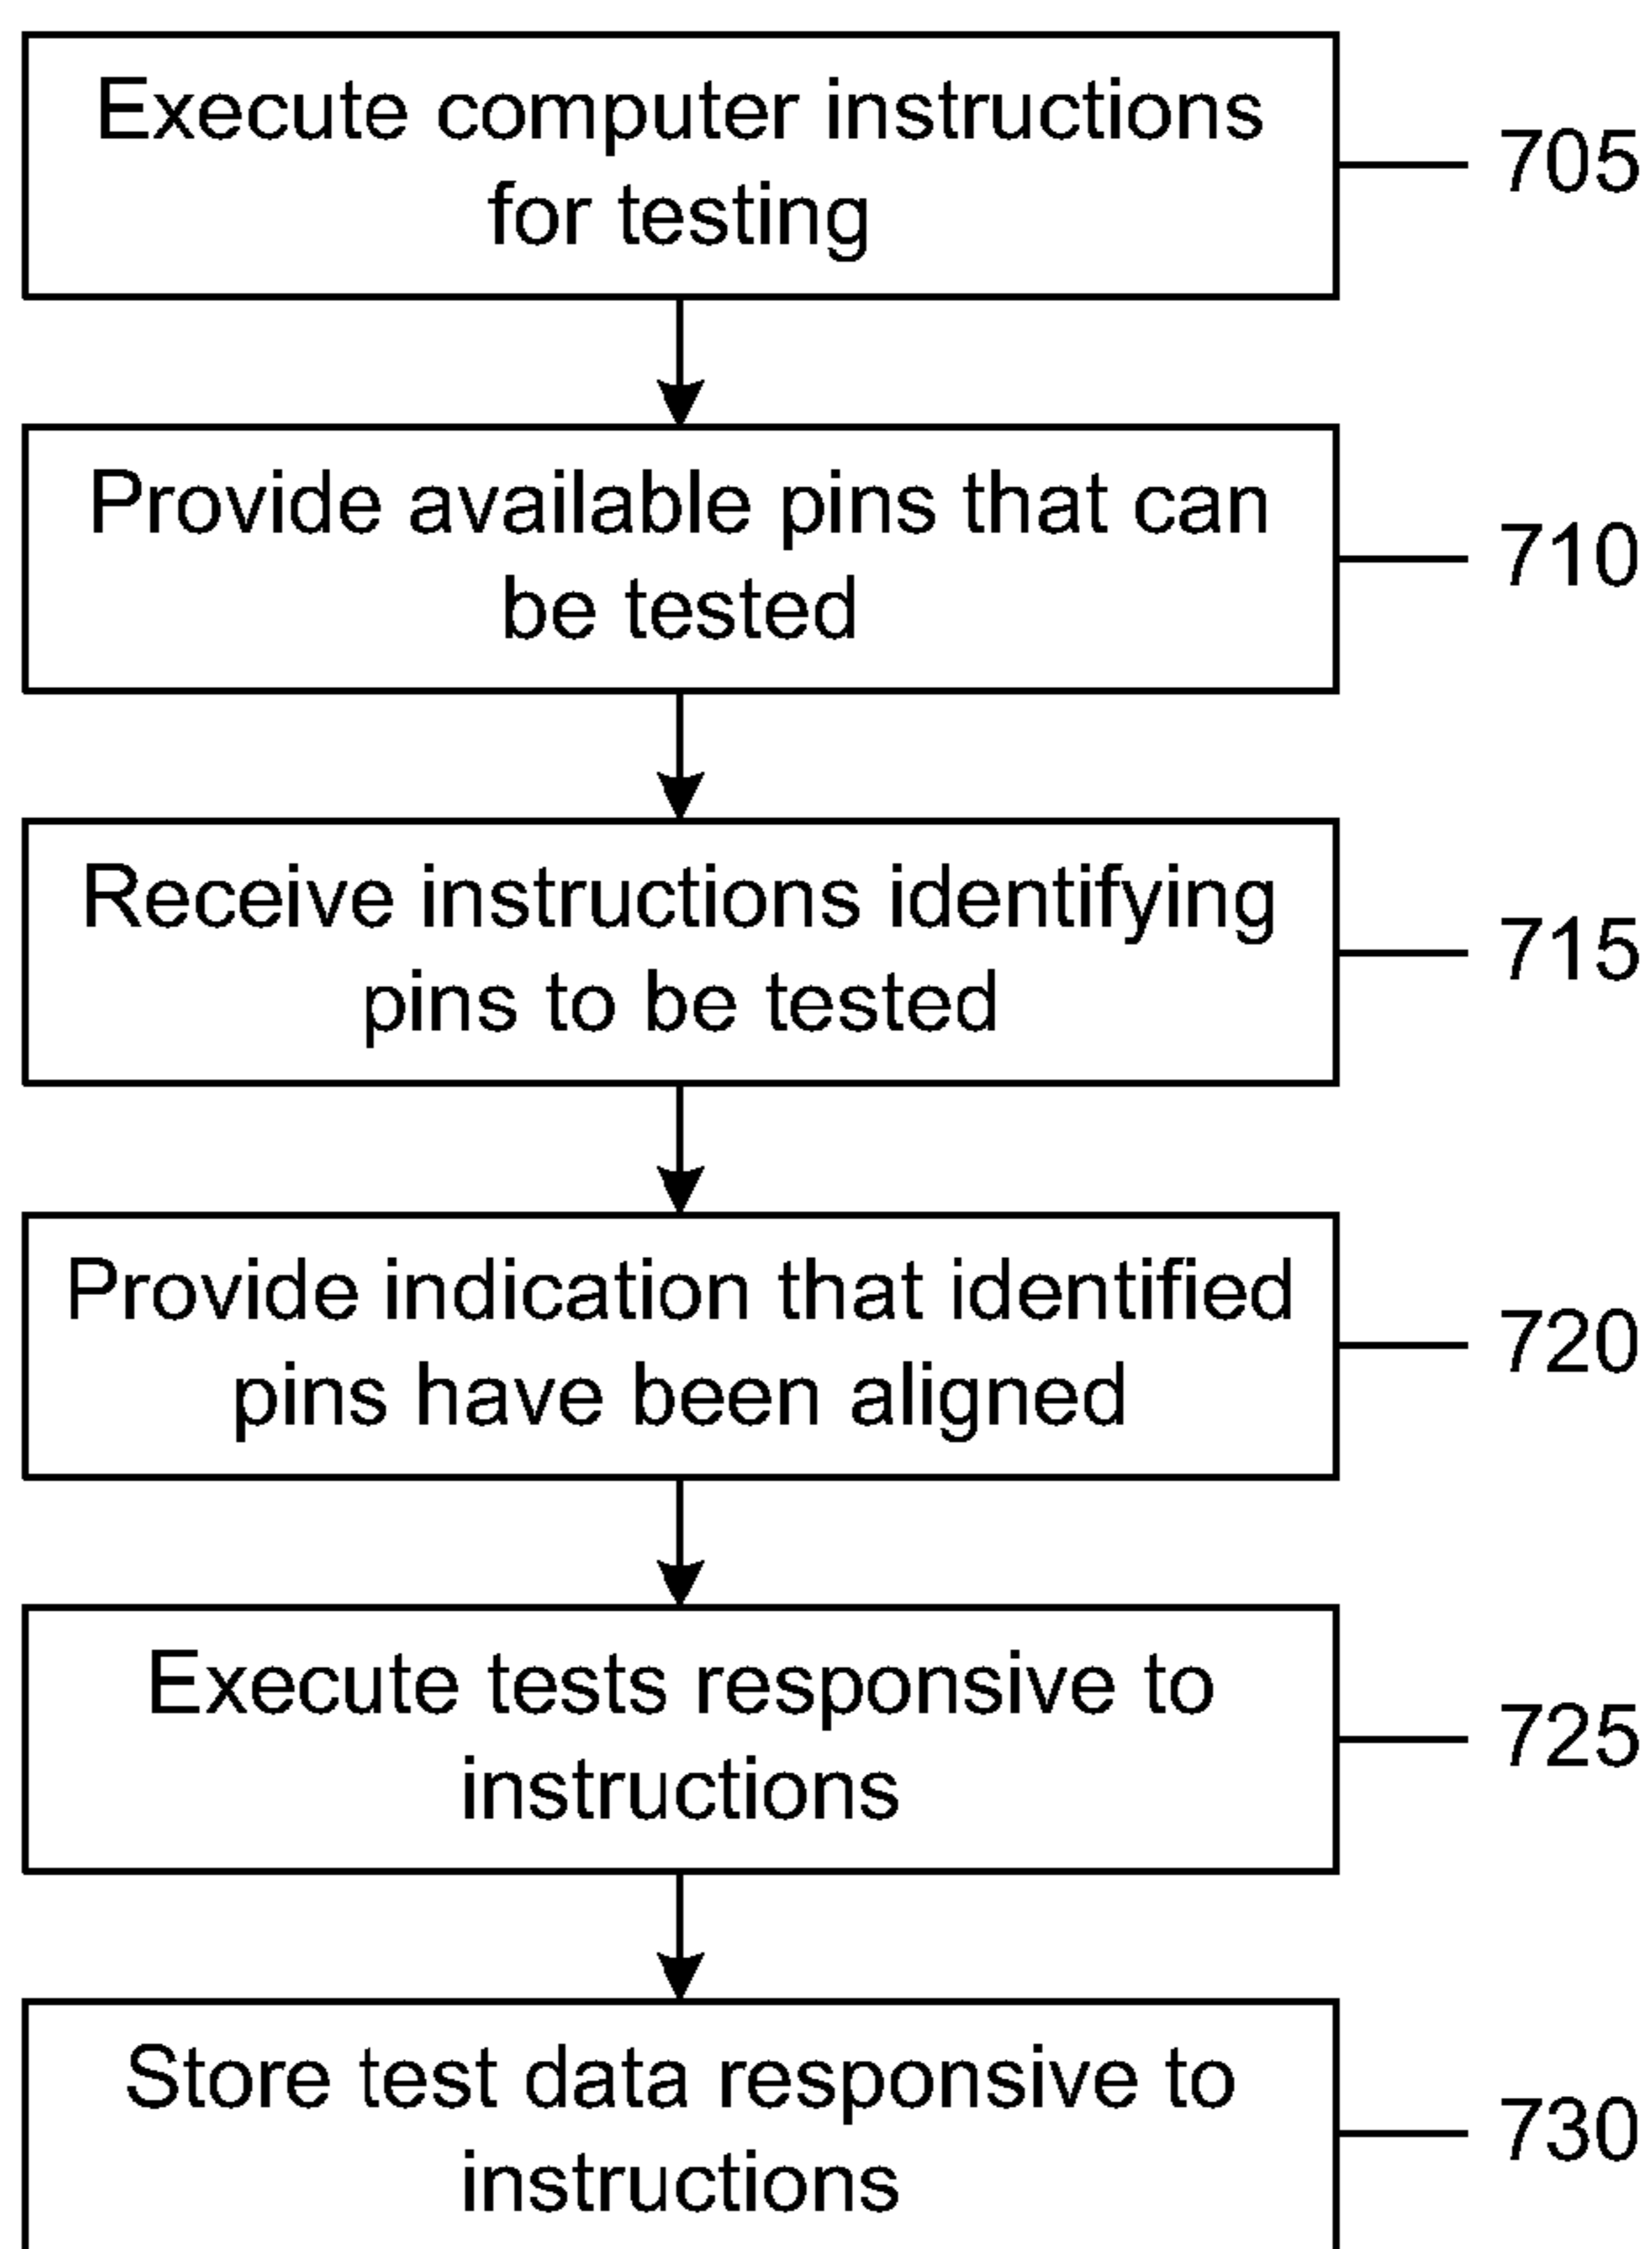 Execute computer instructions
for testing
705
Provide available pins that can
be tested
710
Receive instructions identifying
pins to be tested
715
Provide indication that identified
pins have been aligned
720
Execute tests responsive to
instructions
725
Store test data responsive to
instructions
730